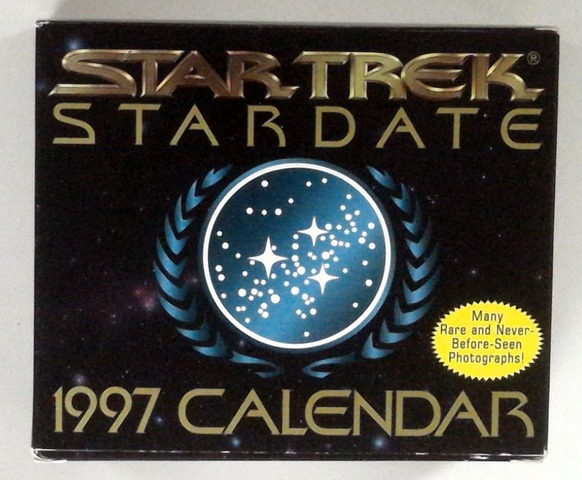 STAR TREK®
STARDATE
Many
Rare and Never-
Before-Seen
Photographs!
1997 CALENDAR